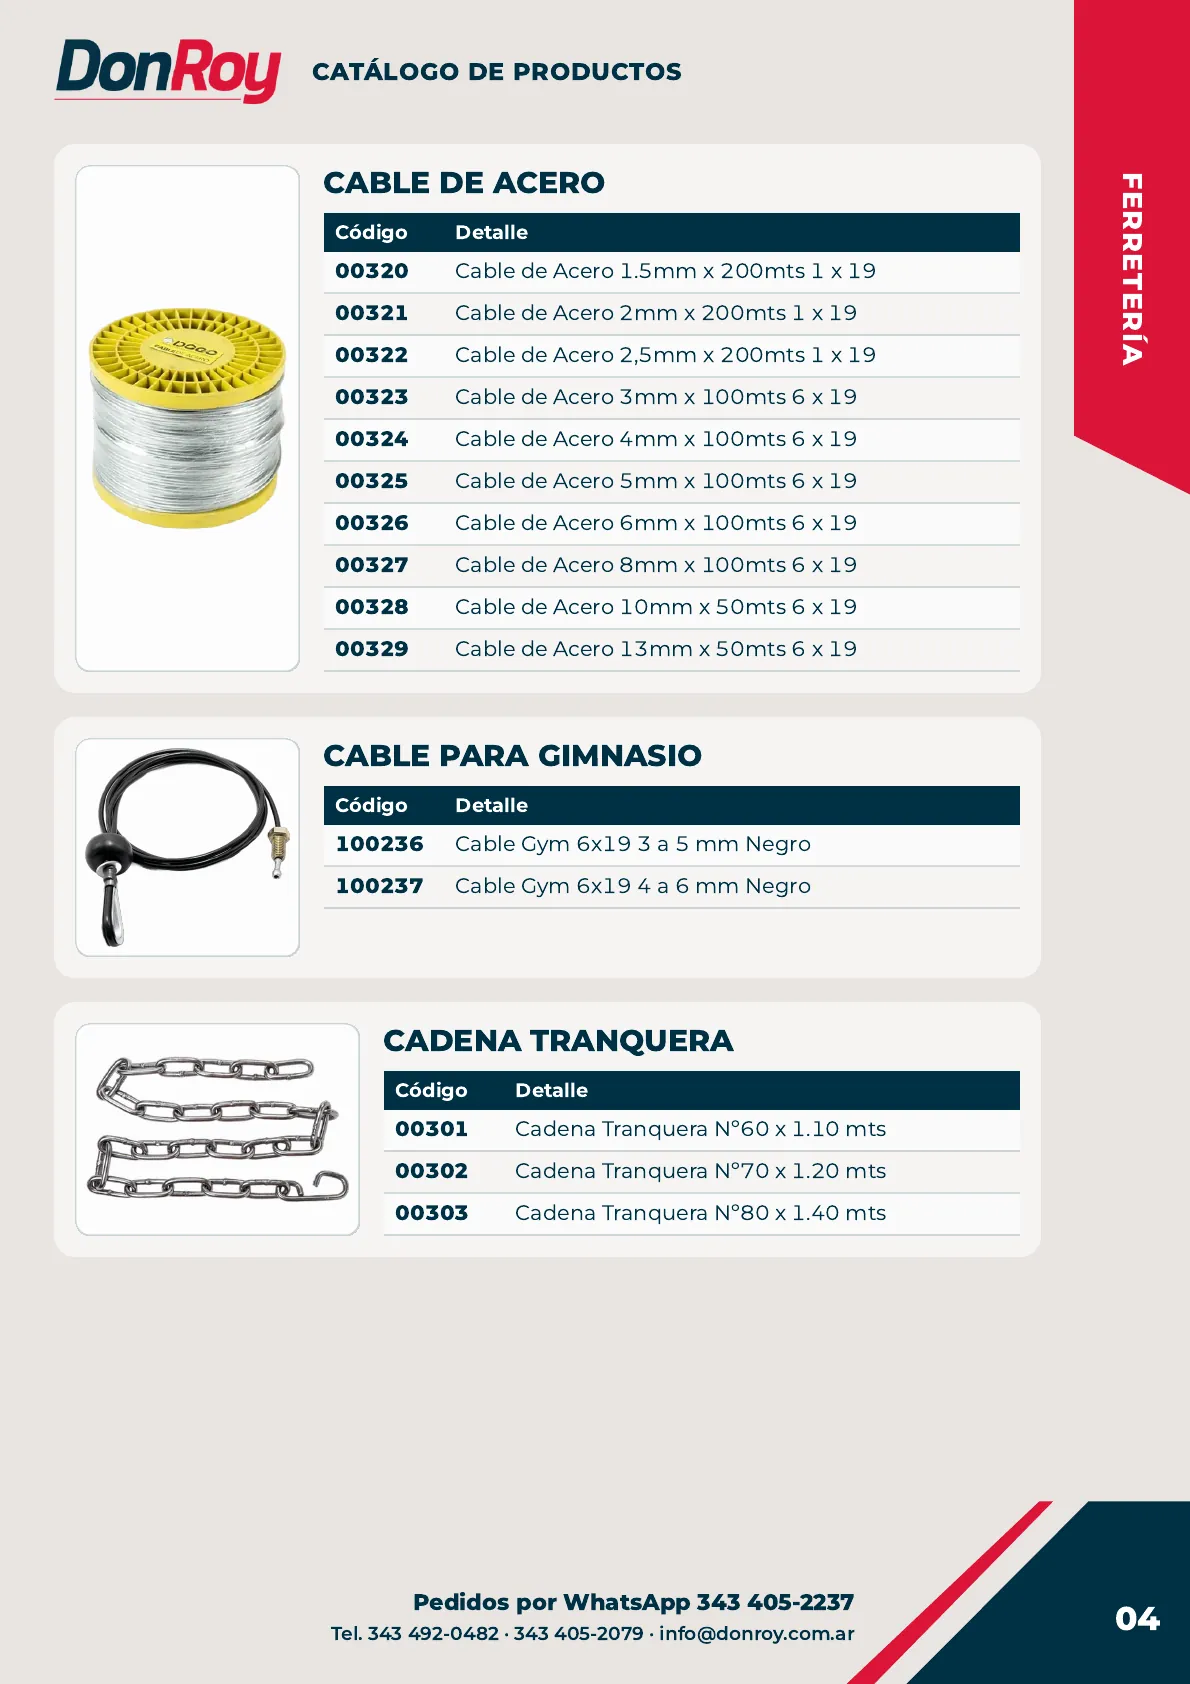 DonRoy CATÁLOGO DE PRODUCTOS
FERRETERÍA
CABLE DE ACERO
Código Detalle
00320 Cable de Acero 1.5mm x 200mts 1 x 19
00321 Cable de Acero 2mm x 200mts 1 x 19
00322 Cable de Acero 2,5mm x 200mts 1 x 19
00323 Cable de Acero 3mm x 100mts 6 x 19
00324 Cable de Acero 4mm x 100mts 6 x 19
00325 Cable de Acero 5mm x 100mts 6 x 19
00326 Cable de Acero 6mm x 100mts 6 x 19
00327 Cable de Acero 8mm x 100mts 6 x 19
00328 Cable de Acero 10mm x 50mts 6 x 19
00329 Cable de Acero 13mm x 50mts 6 x 19
CABLE PARA GIMNASIO
Código Detalle
100236 Cable Gym 6x19 3 a 5 mm Negro
100237 Cable Gym 6x19 4 a 6 mm Negro
CADENA TRANQUERA
Código Detalle
00301 Cadena Tranquera Nº60 x 1.10 mts
00302 Cadena Tranquera Nº70 x 1.20 mts
00303 Cadena Tranquera Nº80 x 1.40 mts
Pedidos por WhatsApp 343 405-2237
Tel. 343 492-0482 · 343 405-2079 · info@donroy.com.ar
04